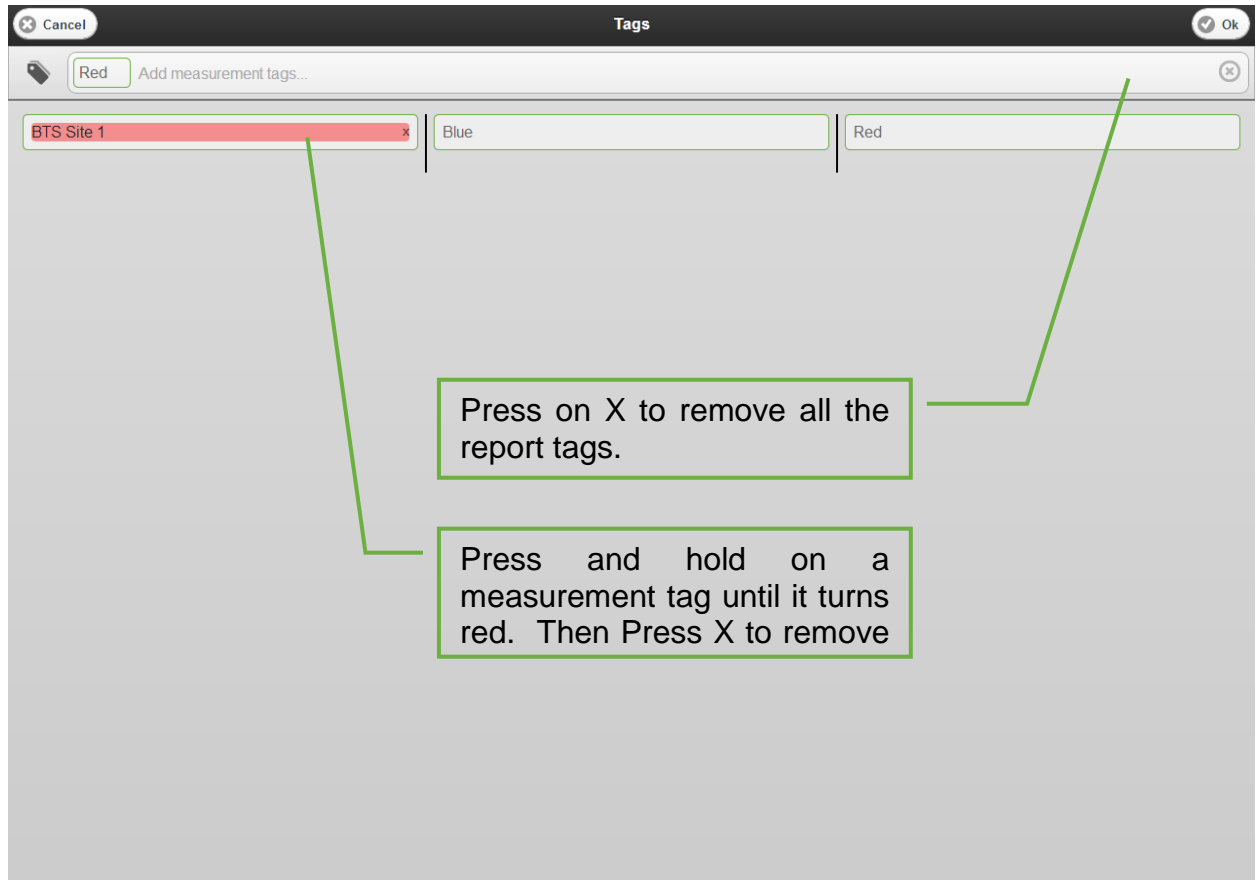 Cancel Tags Ok
Red Add measurement tags...
BTS Site 1 x Blue Red
Press on X to remove all the
report tags.
Press and hold on a
measurement tag until it turns
red. Then Press X to remove